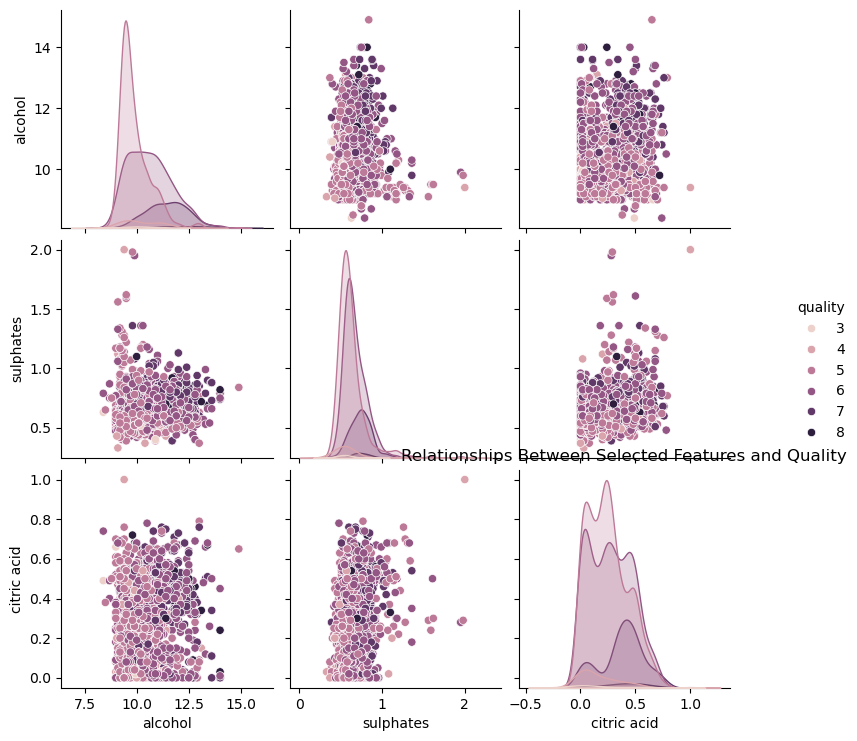 14
12
10
alcohol
2.0
1.5
1.0
0.5
sulphates
quality
3
4
5
6
7
8
Relationships Between Selected Features and Quality
1.0
0.8
0.6
0.4
0.2
0.0
citric acid
7.5 10.0 12.5 15.0
alcohol
0 1 2
sulphates
−0.5 0.0 0.5 1.0
citric acid